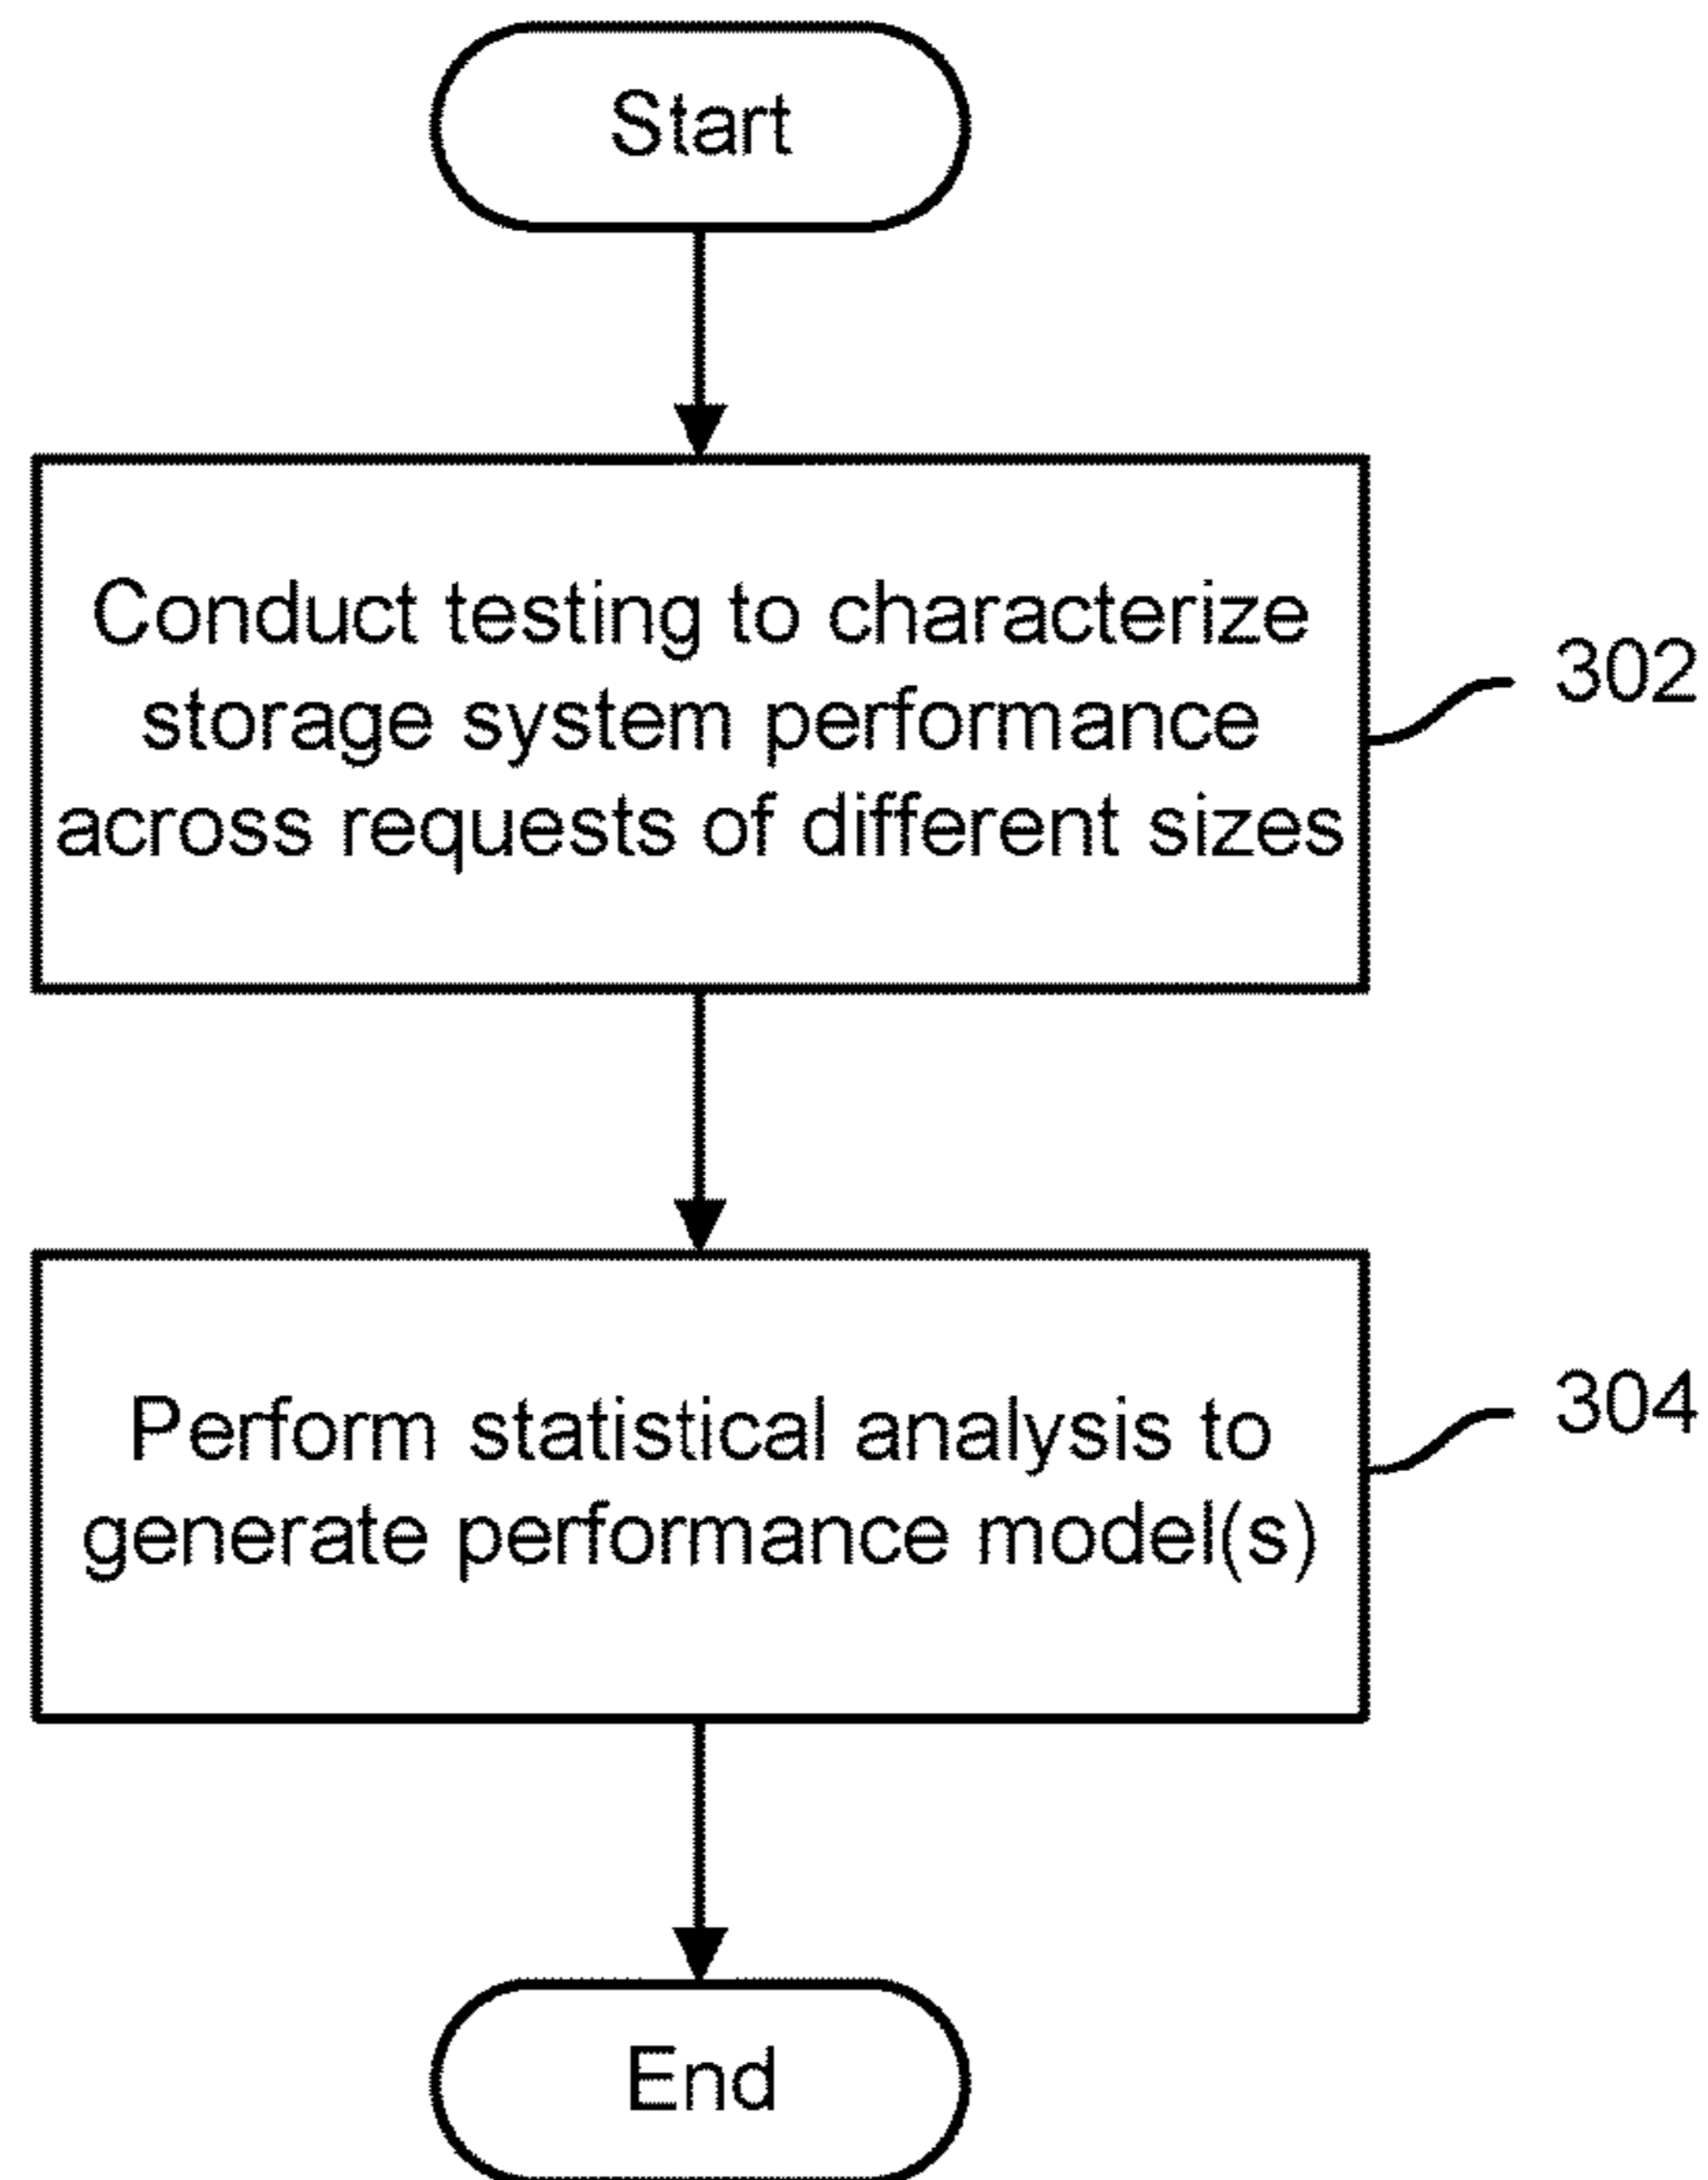 Start
Conduct testing to characterize
storage system performance
across requests of different sizes
302
Perform statistical analysis to
generate performance model(s)
304
End